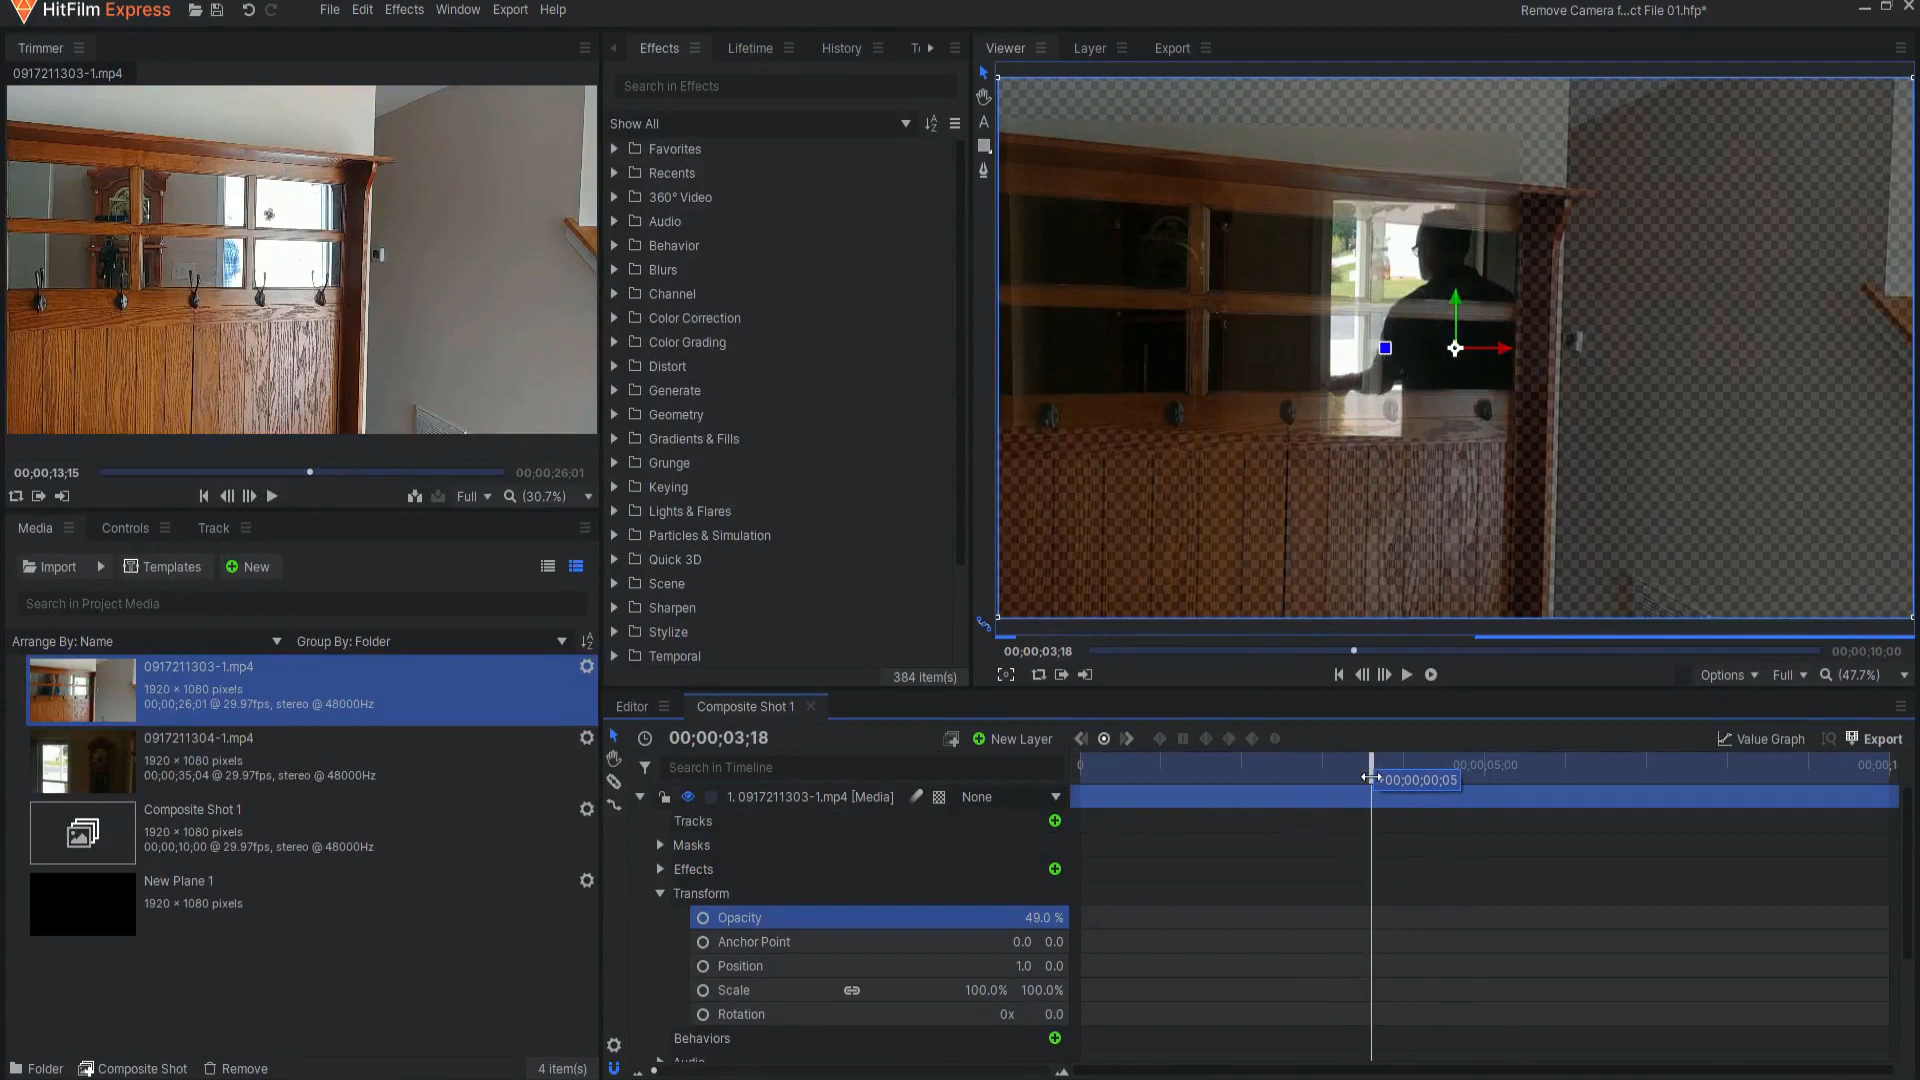 HitFilm Express
File
Edit
Effects
Window
Export
Help
Remove Camera f...ct File 01.hfp*
Trimmer
0917211303-1.mp4
00;00;13;15
00;00;26;01
Full
(30.7%)
Media
Controls
Track
Import
Templates
New
Search in Project Media
Arrange By: Name
Group By: Folder
0917211303-1.mp4
1920 × 1080 pixels
00;00;26;01 @ 29.97fps, stereo @ 48000Hz
0917211304-1.mp4
1920 × 1080 pixels
00;00;35;04 @ 29.97fps, stereo @ 48000Hz
Composite Shot 1
1920 × 1080 pixels
00;00;10;00 @ 29.97fps, stereo @ 48000Hz
New Plane 1
1920 × 1080 pixels
Folder
Composite Shot
Remove
4 item(s)
Effects
Lifetime
History
Search in Effects
Show All
Favorites
Recents
360° Video
Audio
Behavior
Blurs
Channel
Color Correction
Color Grading
Distort
Generate
Geometry
Gradients & Fills
Grunge
Keying
Lights & Flares
Particles & Simulation
Quick 3D
Scene
Sharpen
Stylize
Temporal
384 item(s)
Viewer
Layer
Export
A
00;00;03;18
00;00;10;00
Options
Full
(47.7%)
Editor
Composite Shot 1
00;00;03;18
New Layer
Value Graph
Export
Search in Timeline
0
00;00;05;00
00;00;1
00;00;00;05
1. 0917211303-1.mp4 [Media]
None
Tracks
Masks
Effects
Transform
Opacity
49.0 %
Anchor Point
0.0 0.0
Position
1.0 0.0
Scale
100.0% 100.0%
Rotation
0x 0.0
Behaviors